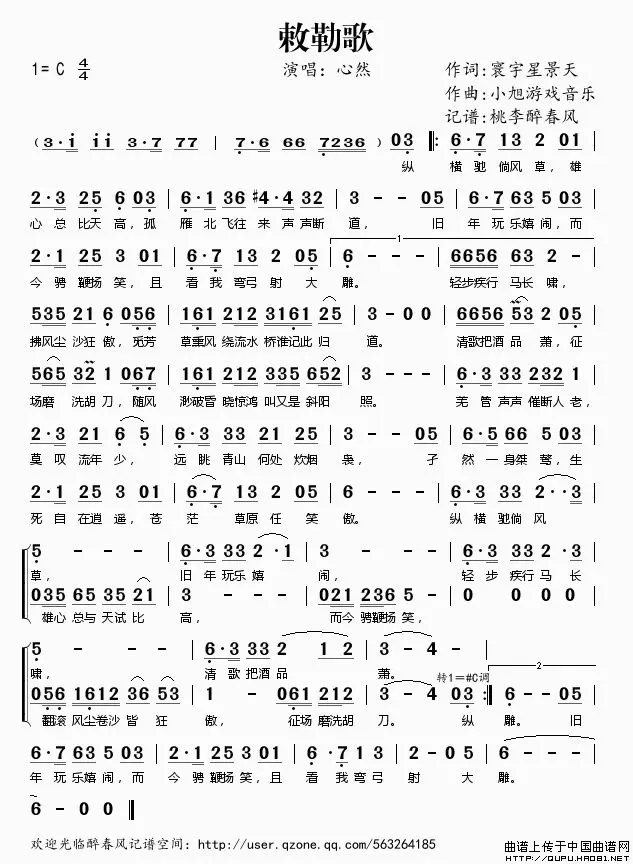 敕勒歌
1= C 4/4
演唱：心然
作词：寰宇星景天
作曲：小旭游戏音乐
记谱：桃李醉春风
（3·i ii 3·7 77 | 7·6 66 7236 ）03 |: 6·7 13 2 01 |
纵 横 驰 倘风 草，雄
2·3 25 6 03 | 6·1 36 #4·4 32 | 3 - - 05 | 6·7 63 5 03 |
心 总 比天 高，孤 雁 北 飞往 来 声 声断 道， 旧 年 玩 乐嬉 闹，而
2·1 25 3 01 | 6·7 13 2 05 | 1 6 - - - | 6656 63 2 - |
今 骋 鞭扬 笑，且 看 我 弯弓 射 大 雕。 轻步疾行 马长 啸，
535 21 6 056 | 161 212 3161 25 | 3 - 0 0 | 6656 53 2 05 |
拂风尘 沙狂 傲，觅芳 草熏风 绕流水 桥谁记此 归 道。 清歌把酒 品 萧，征
565 32 1 067 | 161 223 335 652 | 3 - - - | 6·3 33 232 1 |
场磨 洗胡 刀，随风 渺破昏 晓惊鸿 叫又是 斜阳 照。 羌 管 声声 催断人 老，
2·3 21 6 5 | 6·3 33 21 23 | 3 - - 05 | 6·5 66 5 03 |
莫 叹 流年 少， 远 眺 青山 何处 炊烟 袅， 孑 然 一身 桀 骜，生
2·1 25 3 01 | 6·7 13 2 05 | 6 - - - | 6·3 33 2··3 |
死 自 在逍 遥，苍 茫 草原 任 笑 傲。 纵 横 驰倘 风
5 - - - | 6·3 33 2·1 | 3 - - - | 6·3 33 2·3 |
草， 旧 年 玩乐 嬉 闹， 轻 步 疾行 马 长
035 65 35 21 | 6 - - - | 021 236 5 - | 0 0 0 0 |
雄心 总与 天试 比 高， 而今 骋鞭扬 笑，
5 - - - | 6·3 33 2 1 2 | 3 - 4 - |
啸， 清 歌 把酒 品 萧。
转1=#C调
056 1612 36 53 | 1 - 061 212 | 3 - 4 03 :| 2 6 - - 05 |
翻滚 风尘卷沙 皆 狂 傲， 征场 磨洗胡 刀。 纵 雕。 旧
6·7 63 5 03 | 2·1 25 3 01 | 6·7 1 3 | 2 - 05 | 6 - - - |
年 玩 乐嬉 闹，而 今 骋 鞭扬 笑，且 看 我 弯弓 射 大 雕。
6 - 0 0 ||
欢迎光临醉春风记谱空间：http://user.qzone.qq.com/563264185
曲谱上传于中国曲谱网
http://QUPU.HAO81.NET